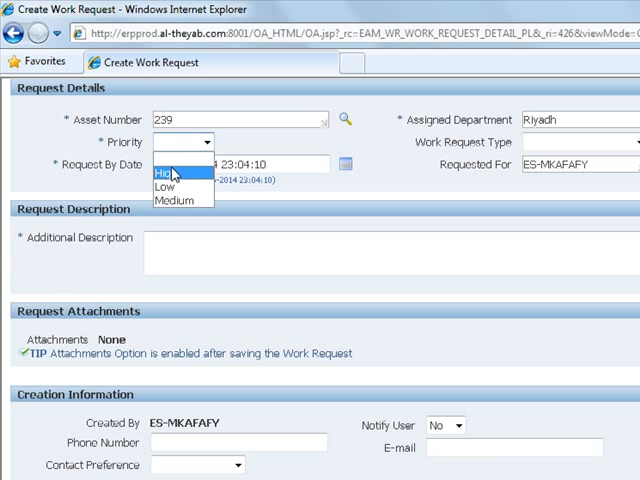 Create Work Request - Windows Internet Explorer
http://erpprod.al-theyab.com:8001/OA_HTML/OA.jsp?_rc=EAM_WR_WORK_REQUEST_DETAIL_PL&_ri=426&viewMode=
Favorites Create Work Request
Request Details
* Asset Number 239 * Assigned Department Riyadh
* Priority Work Request Type
* Request By Date 4 23:04:10 Requested For ES-MKAFAFY
-2014 23:04:10)
High
Low
Medium
Request Description
* Additional Description
Request Attachments
Attachments None
TIP Attachments Option is enabled after saving the Work Request
Creation Information
Created By ES-MKAFAFY Notify User No
Phone Number E-mail
Contact Preference